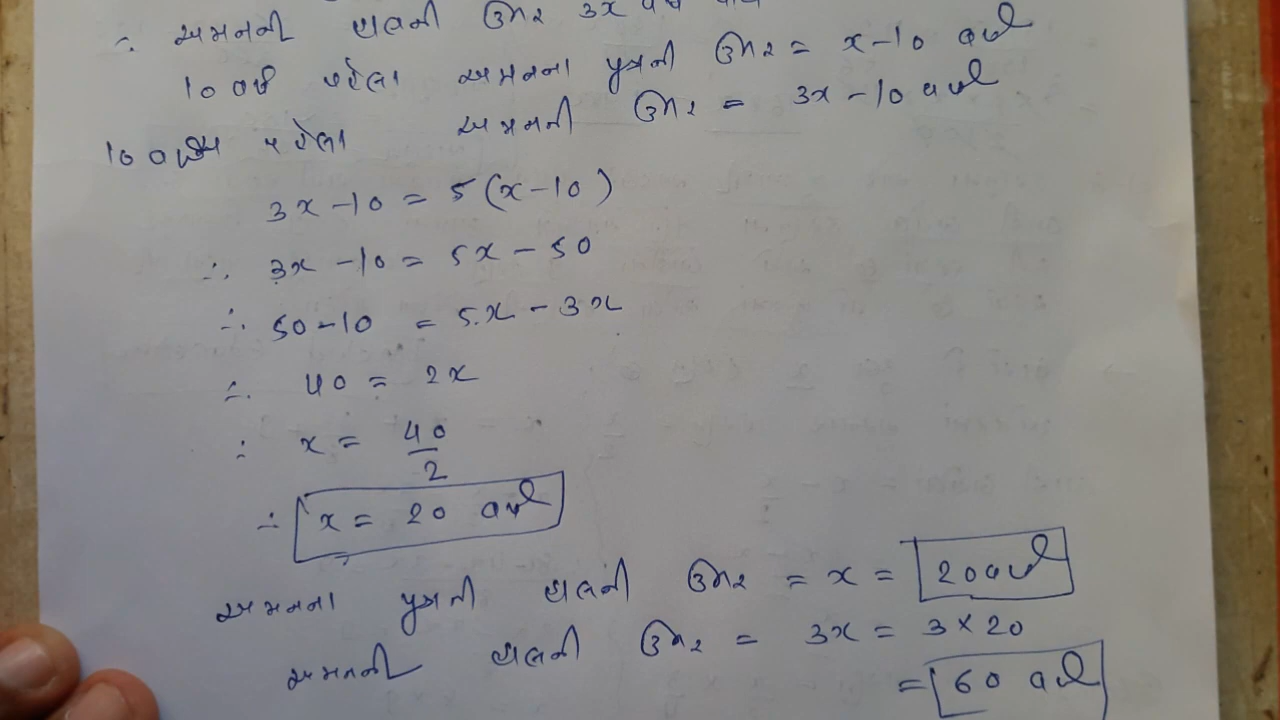 ∴ અમનની હાલની ઉંમર 3x
10 વર્ષ પહેલા અમનના પુત્રની ઉંમર = x-10 વર્ષ
10 વર્ષ પહેલા અમનની ઉંમર = 3x-10 વર્ષ
3x-10 = 5(x-10)
∴ 3x-10 = 5x-50
∴ 50-10 = 5x-3x
∴ 40 = 2x
∴ x = 40/2
∴ x = 20 વર્ષ
અમનના પુત્રની હાલની ઉંમર = x = 20 વર્ષ
અમનની હાલની ઉંમર = 3x = 3×20
= 60 વર્ષ